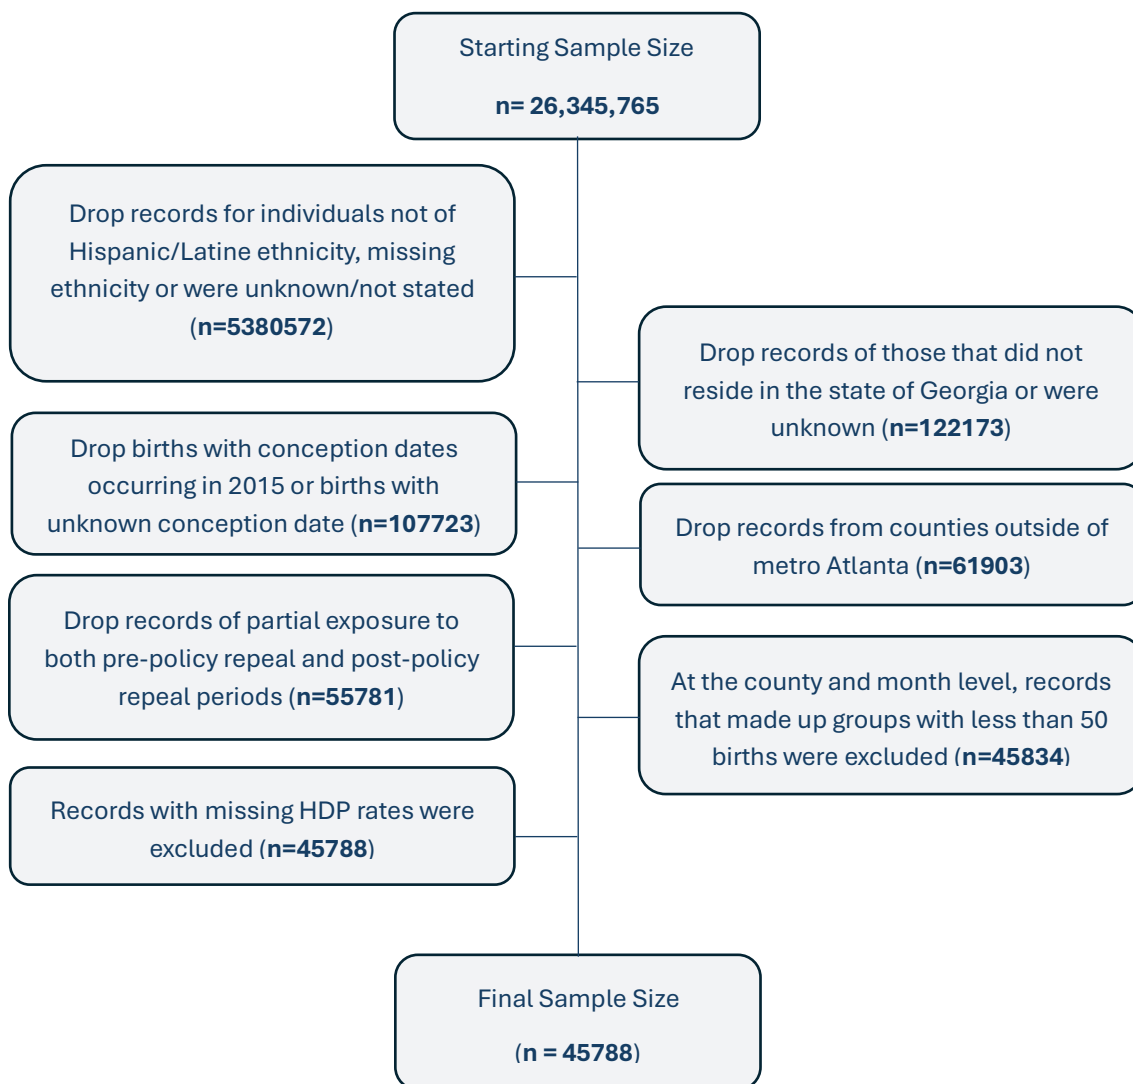 Starting Sample Size
n= 26,345,765
Drop records for individuals not of
Hispanic/Latine ethnicity, missing
ethnicity or were unknown/not stated
(n=5380572)
Drop records of those that did not
reside in the state of Georgia or were
unknown (n=122173)
Drop births with conception dates
occurring in 2015 or births with
unknown conception date (n=107723)
Drop records from counties outside of
metro Atlanta (n=61903)
Drop records of partial exposure to
both pre-policy repeal and post-policy
repeal periods (n=55781)
At the county and month level, records
that made up groups with less than 50
births were excluded (n=45834)
Records with missing HDP rates were
excluded (n=45788)
Final Sample Size
(n = 45788)